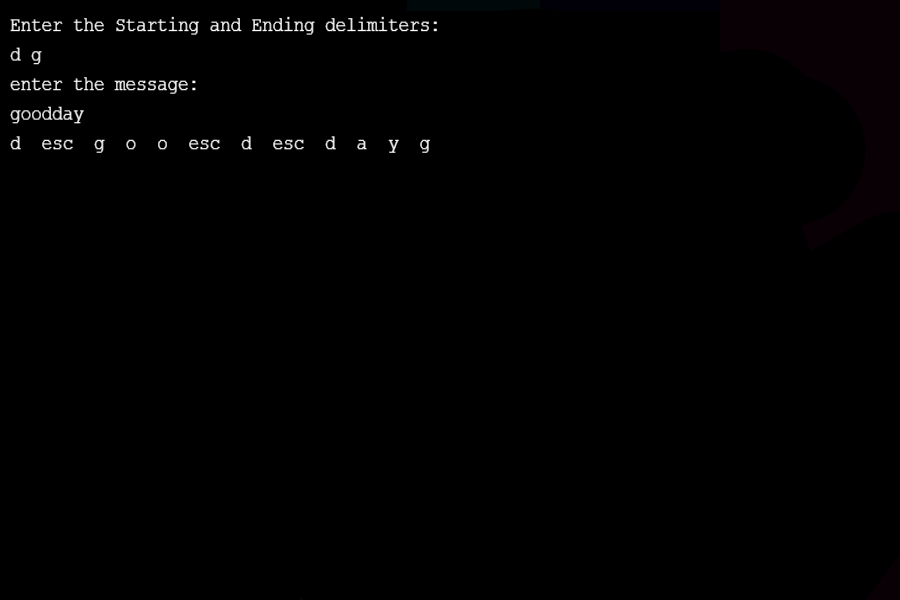 Enter the Starting and Ending delimiters:
d g
enter the message:
goodday
d  esc  g  o  o  esc  d  esc  d  a  y  g